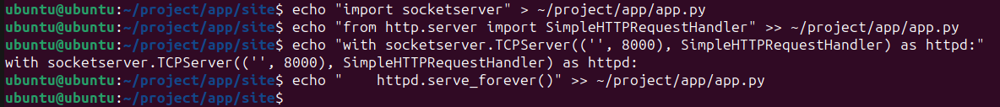 ubuntu@ubuntu:~/project/app/site$ echo "import socketserver" > ~/project/app/app.py
ubuntu@ubuntu:~/project/app/site$ echo "from http.server import SimpleHTTPRequestHandler" >> ~/project/app/app.py
ubuntu@ubuntu:~/project/app/site$ echo "with socketserver.TCPServer(('', 8000), SimpleHTTPRequestHandler) as httpd:"
with socketserver.TCPServer(('', 8000), SimpleHTTPRequestHandler) as httpd:
ubuntu@ubuntu:~/project/app/site$ echo "    httpd.serve_forever()" >> ~/project/app/app.py
ubuntu@ubuntu:~/project/app/site$